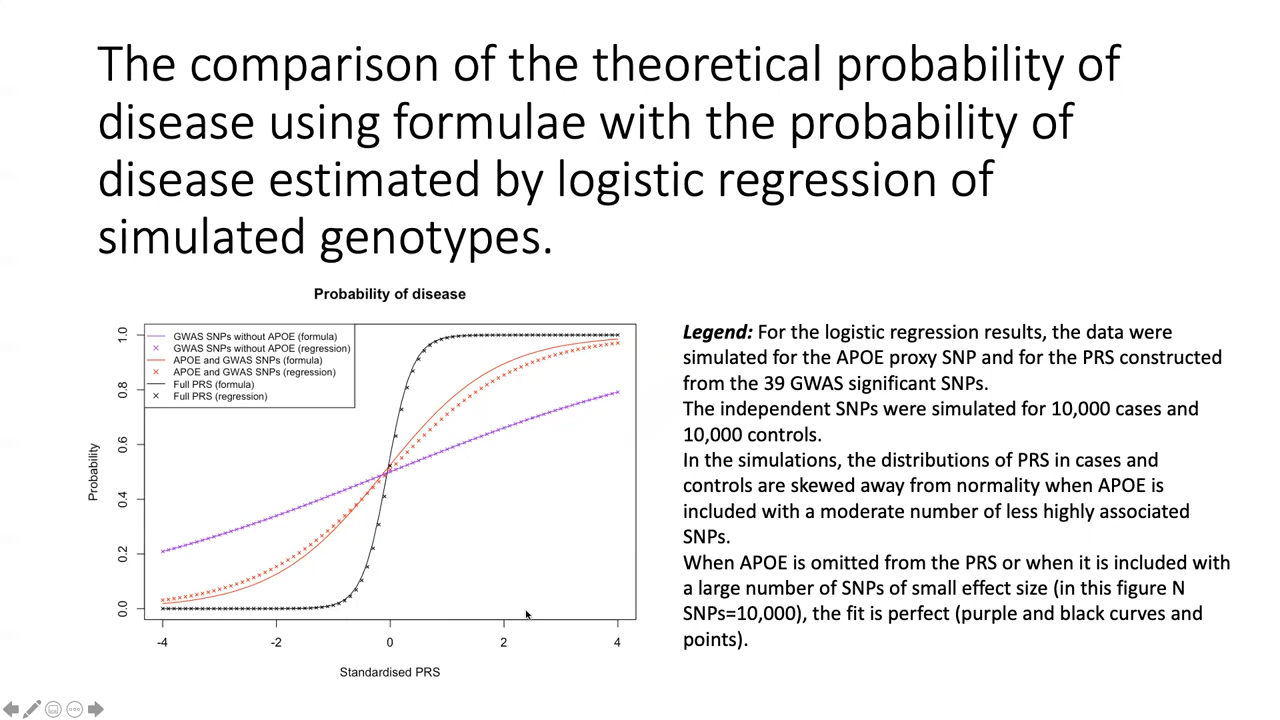 The comparison of the theoretical probability of
disease using formulae with the probability of
disease estimated by logistic regression of
simulated genotypes.
Probability of disease
GWAS SNPs without APOE (formula)
GWAS SNPs without APOE (regression)
APOE and GWAS SNPs (formula)
APOE and GWAS SNPs (regression)
Full PRS (formula)
Full PRS (regression)
1.0
0.8
0.6
0.4
0.2
0.0
Probability
-4
-2
0
2
4
Standardised PRS
Legend: For the logistic regression results, the data were
simulated for the APOE proxy SNP and for the PRS constructed
from the 39 GWAS significant SNPs.
The independent SNPs were simulated for 10,000 cases and
10,000 controls.
In the simulations, the distributions of PRS in cases and
controls are skewed away from normality when APOE is
included with a moderate number of less highly associated
SNPs.
When APOE is omitted from the PRS or when it is included with
a large number of SNPs of small effect size (in this figure N
SNPs=10,000), the fit is perfect (purple and black curves and
points).